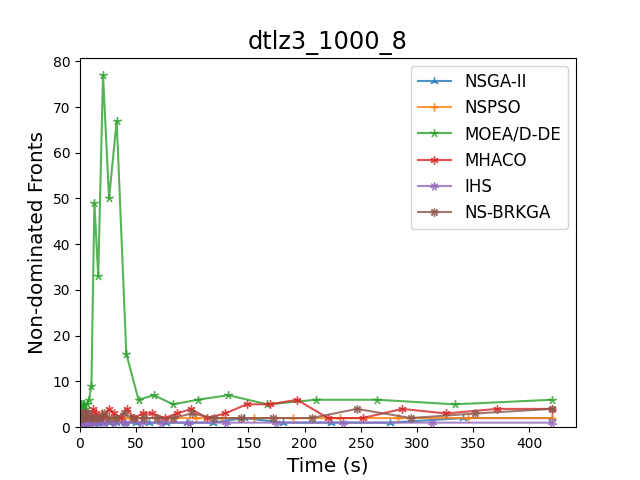 dtlz3_1000_8
80
70
60
50
40
30
20
10
0
Non-dominated Fronts
NSGA-II
NSPSO
MOEA/D-DE
MHACO
IHS
NS-BRKGA
0 50 100 150 200 250 300 350 400
Time (s)